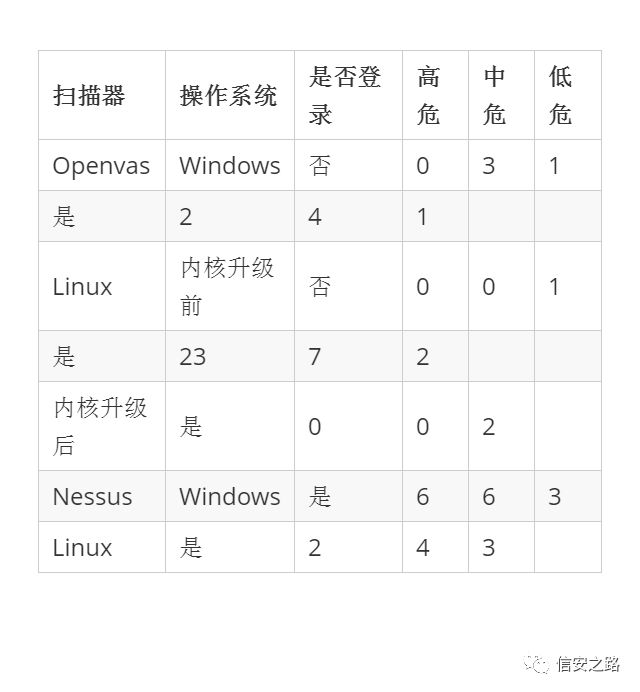 扫描器 操作系统 是否登录 高危 中危 低危
Openvas Windows 否 0 3 1
是 2 4 1
Linux 内核升级前 否 0 0 1
是 23 7 2
内核升级后 是 0 0 2
Nessus Windows 是 6 6 3
Linux 是 2 4 3
信安之路